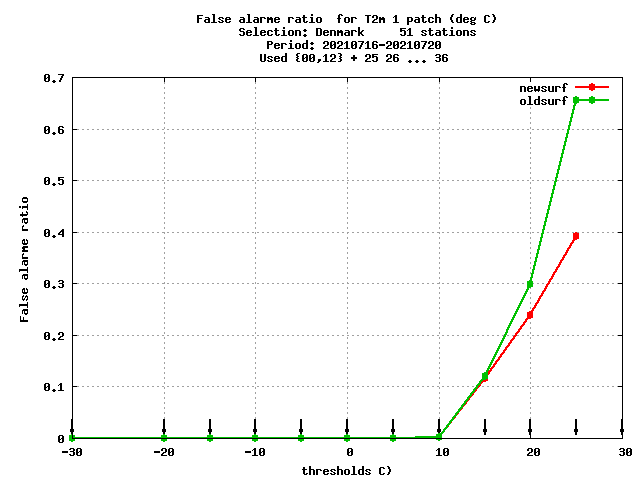 False alarme ratio  for T2m 1 patch (deg C)
Selection: Denmark     51 stations
Period: 20210716-20210720
Used {00,12} + 25 26 ... 36
newsurf
oldsurf
0.7
0.6
0.5
0.4
0.3
0.2
0.1
0
False alarme ratio
-30 -20 -10 0 10 20 30
thresholds C)